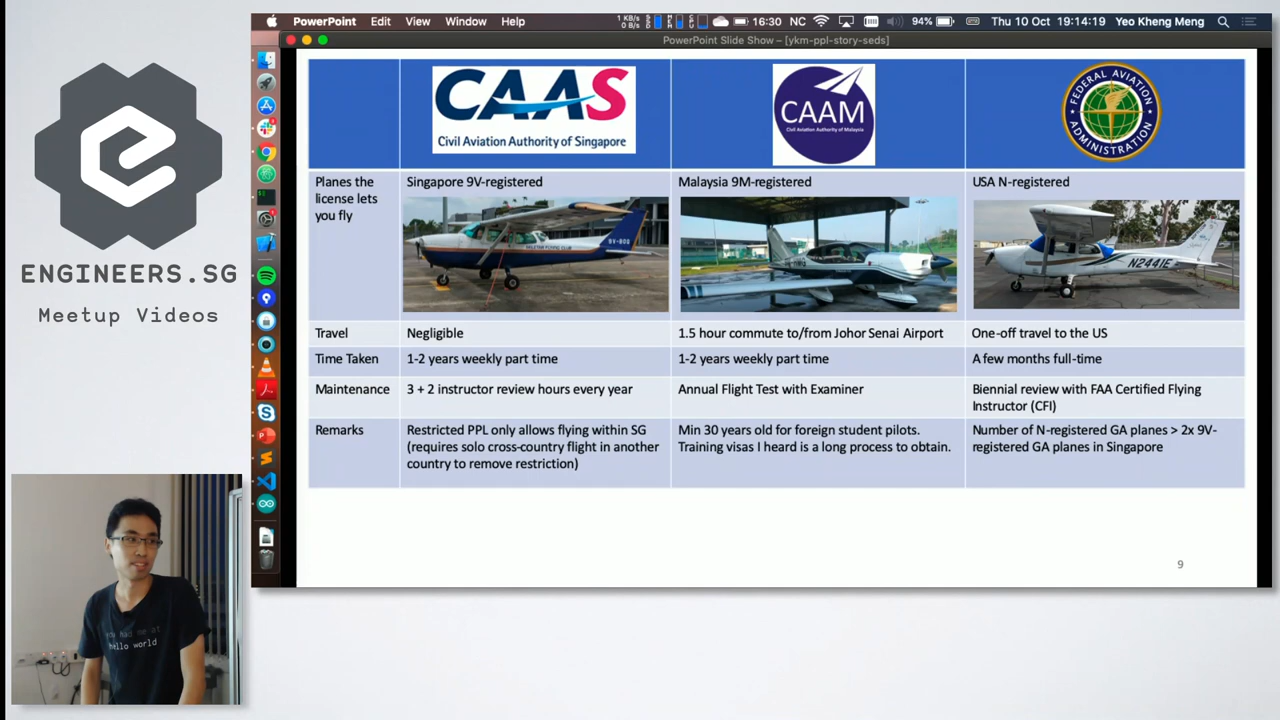 PowerPoint Edit View Window Help
1 KB/s
0 B/s
16:30 NC 94% Thu 10 Oct 19:14:19 Yeo Kheng Meng
PowerPoint Slide Show - [ykm-ppl-story-seds]
ENGINEERS.SG
Meetup Videos
CAAS
Civil Aviation Authority of Singapore
CAAM
Civil Aviation Authority of Malaysia
FEDERAL AVIATION
ADMINISTRATION
Planes the
license lets
you fly
Singapore 9V-registered
Malaysia 9M-registered
USA N-registered
N2441E
Travel
Negligible
1.5 hour commute to/from Johor Senai Airport
One-off travel to the US
Time Taken
1-2 years weekly part time
1-2 years weekly part time
A few months full-time
Maintenance
3 + 2 instructor review hours every year
Annual Flight Test with Examiner
Biennial review with FAA Certified Flying
Instructor (CFI)
Remarks
Restricted PPL only allows flying within SG
(requires solo cross-country flight in another
country to remove restriction)
Min 30 years old for foreign student pilots.
Training visas I heard is a long process to obtain.
Number of N-registered GA planes > 2x 9V-
registered GA planes in Singapore
9
you had me at
hello world